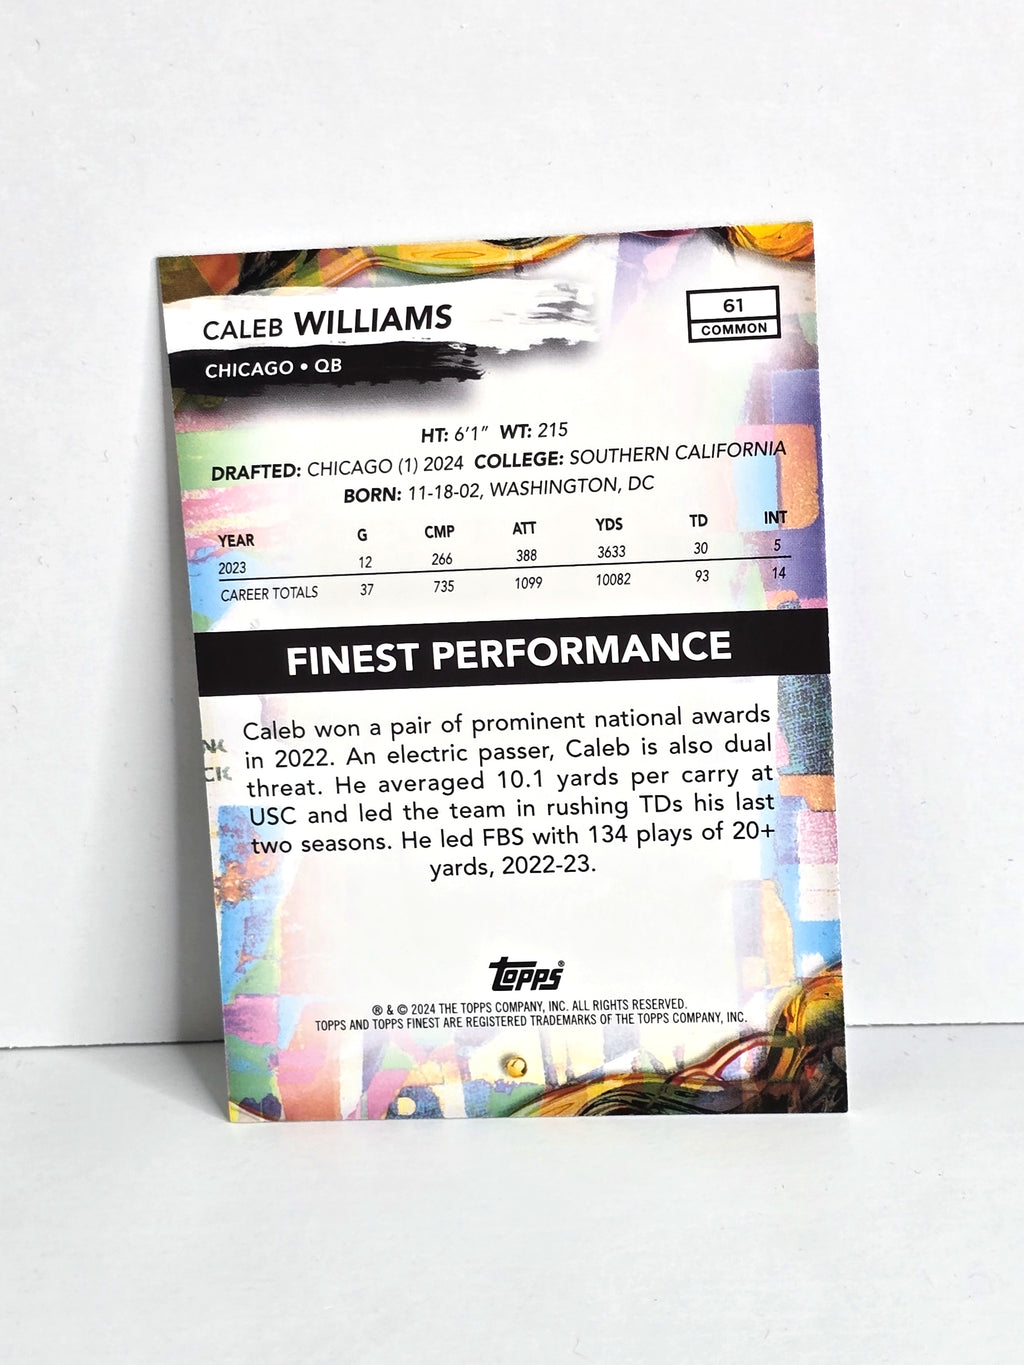 CALEB WILLIAMS
61
COMMON
CHICAGO • QB
HT: 6'1" WT: 215
DRAFTED: CHICAGO (1) 2024 COLLEGE: SOUTHERN CALIFORNIA
BORN: 11-18-02, WASHINGTON, DC
YEAR G CMP ATT YDS TD INT
2023 12 266 388 3633 30 5
CAREER TOTALS 37 735 1099 10082 93 14
FINEST PERFORMANCE
Caleb won a pair of prominent national awards
in 2022. An electric passer, Caleb is also dual
threat. He averaged 10.1 yards per carry at
USC and led the team in rushing TDs his last
two seasons. He led FBS with 134 plays of 20+
yards, 2022-23.
topps®
® & © 2024 THE TOPPS COMPANY, INC. ALL RIGHTS RESERVED.
TOPPS AND TOPPS FINEST ARE REGISTERED TRADEMARKS OF THE TOPPS COMPANY, INC.